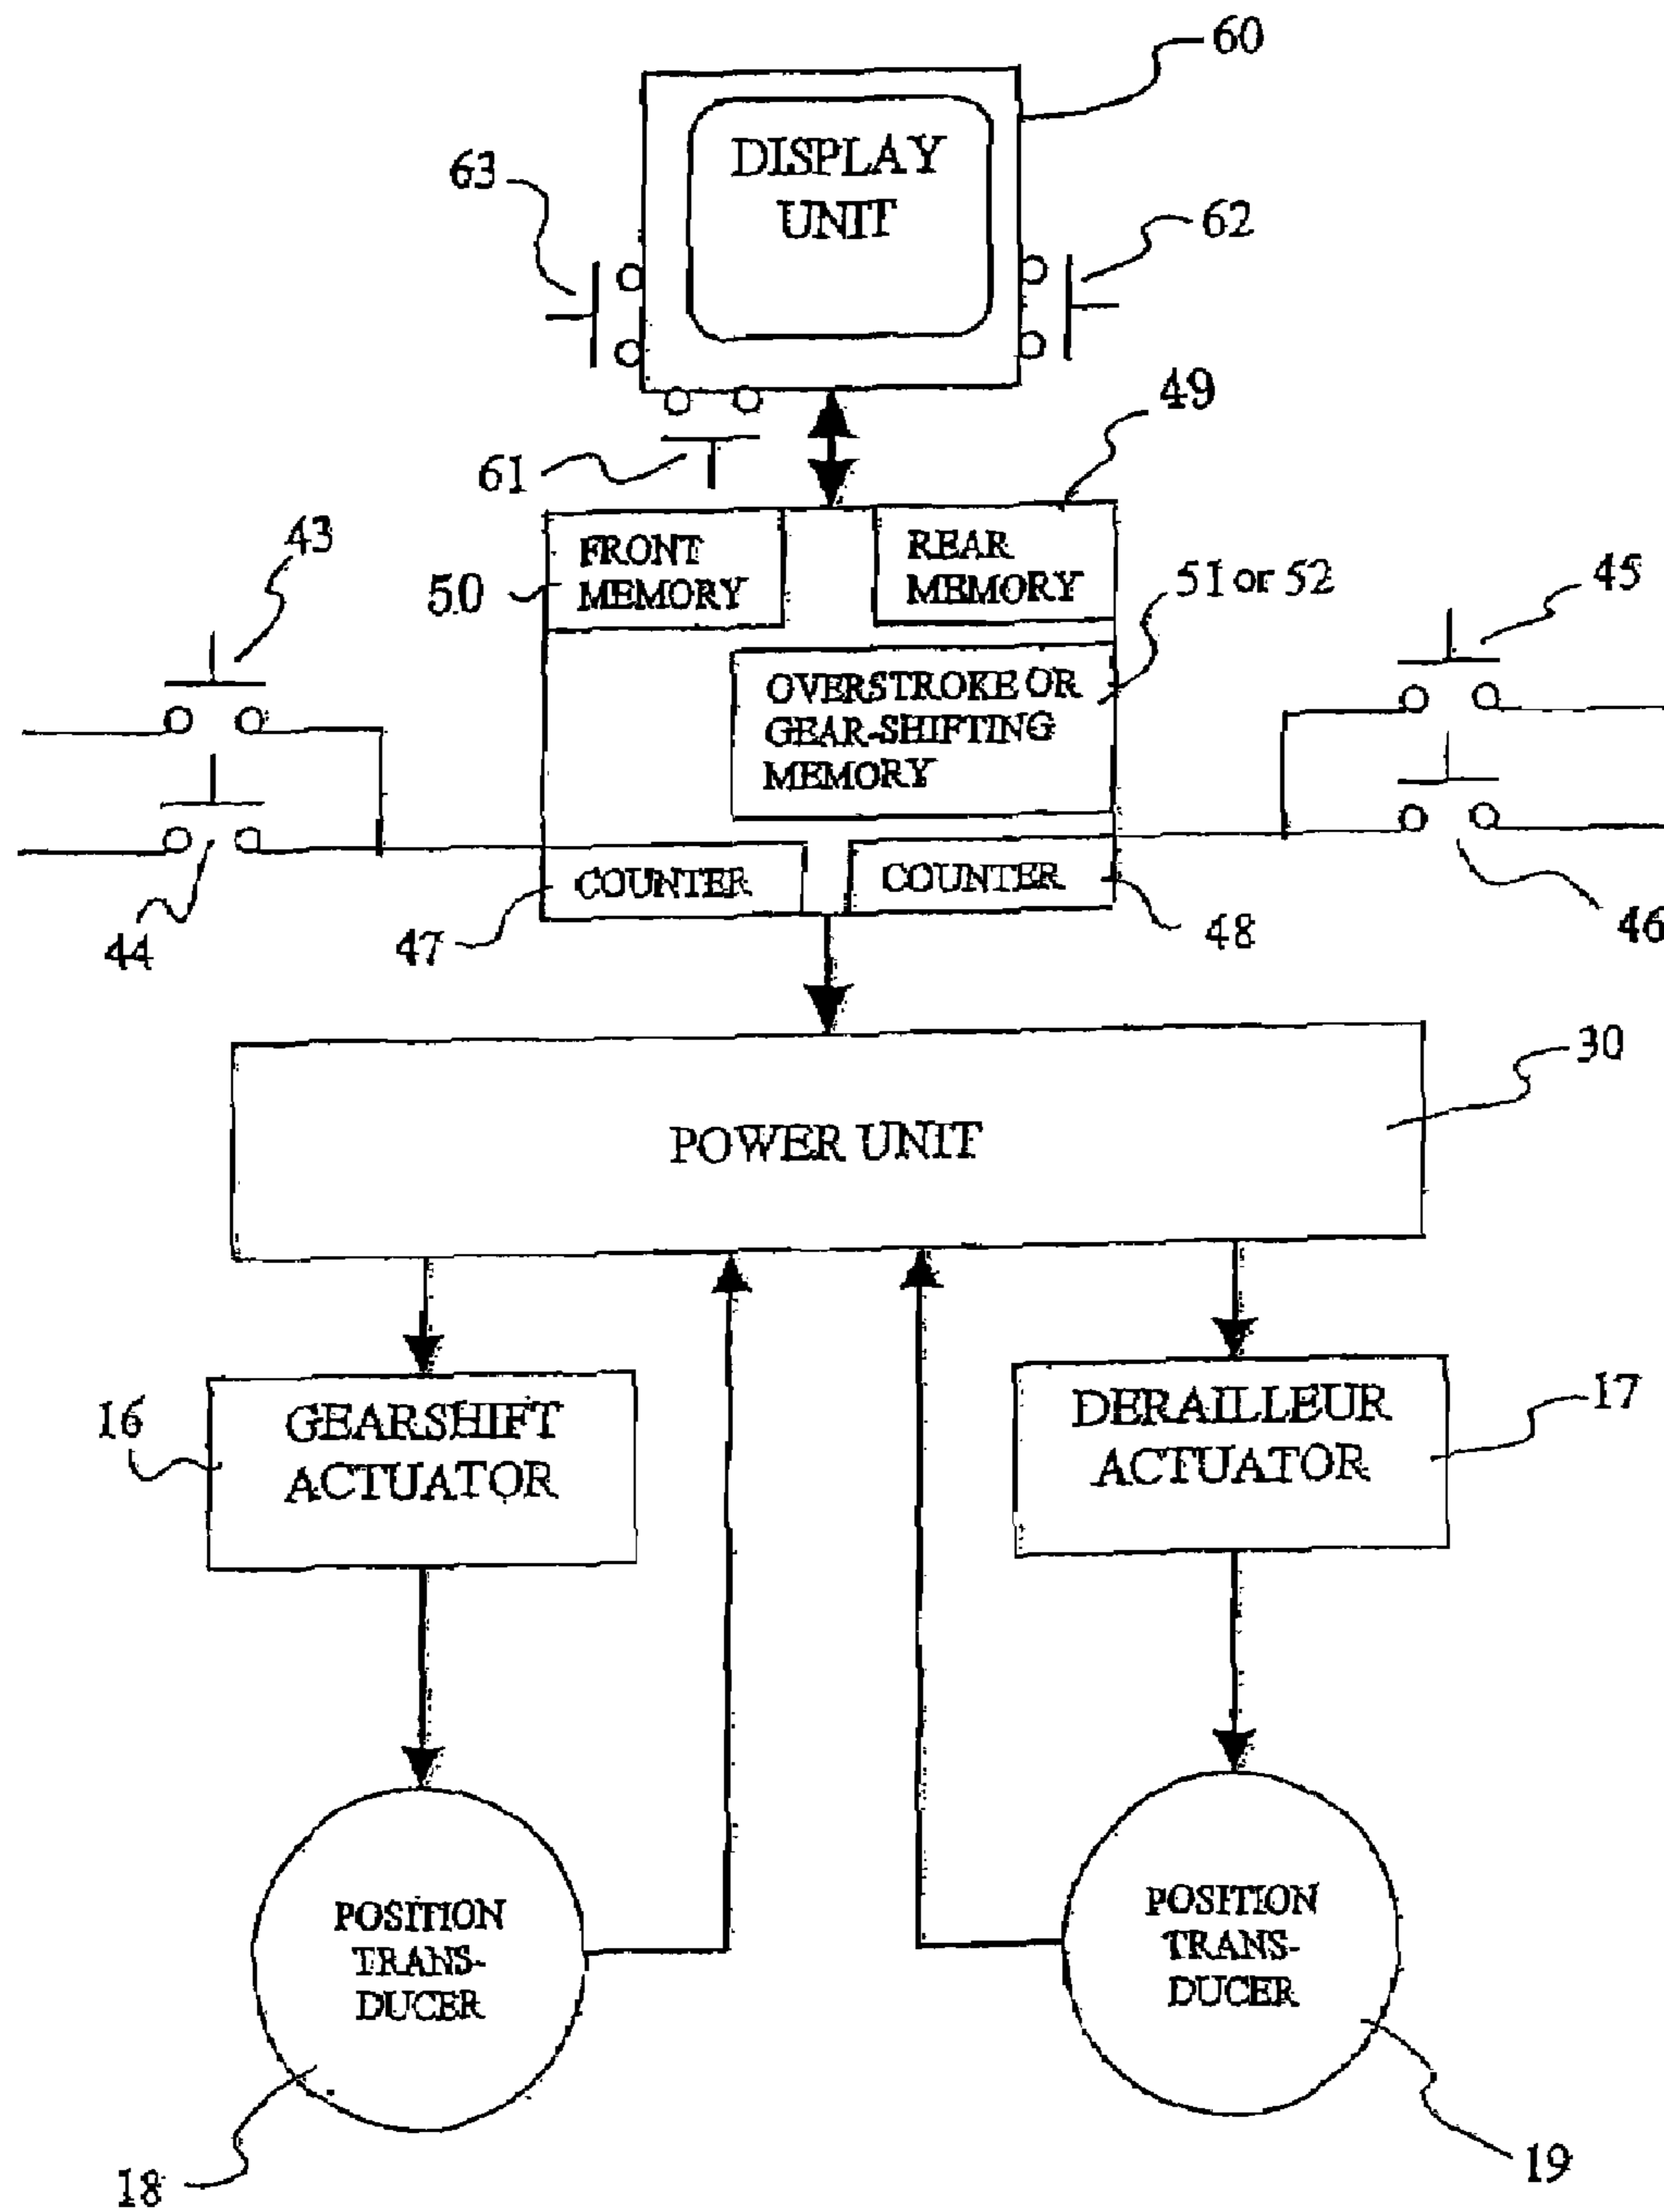 60
DISPLAY
UNIT
63
62
49
61
43
FRONT
MEMORY
50
REAR
MEMORY
51 or 52
45
OVERSTROKE OR
GEAR-SHIFTING
MEMORY
COUNTER
COUNTER
44
47
48
46
30
POWER UNIT
16
GEARSHIFT
ACTUATOR
DERAILLEUR
ACTUATOR
17
POSITION
TRANS-
DUCER
POSITION
TRANS-
DUCER
18
19